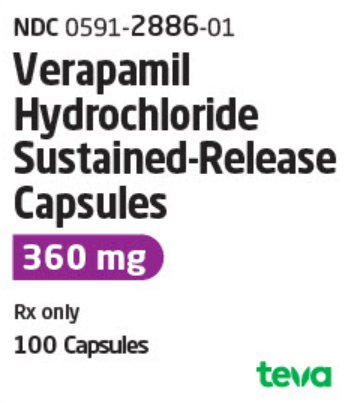 NDC 0591-2886-01
Verapamil
Hydrochloride
Sustained-Release
Capsules
360 mg
Rx only
100 Capsules
teva